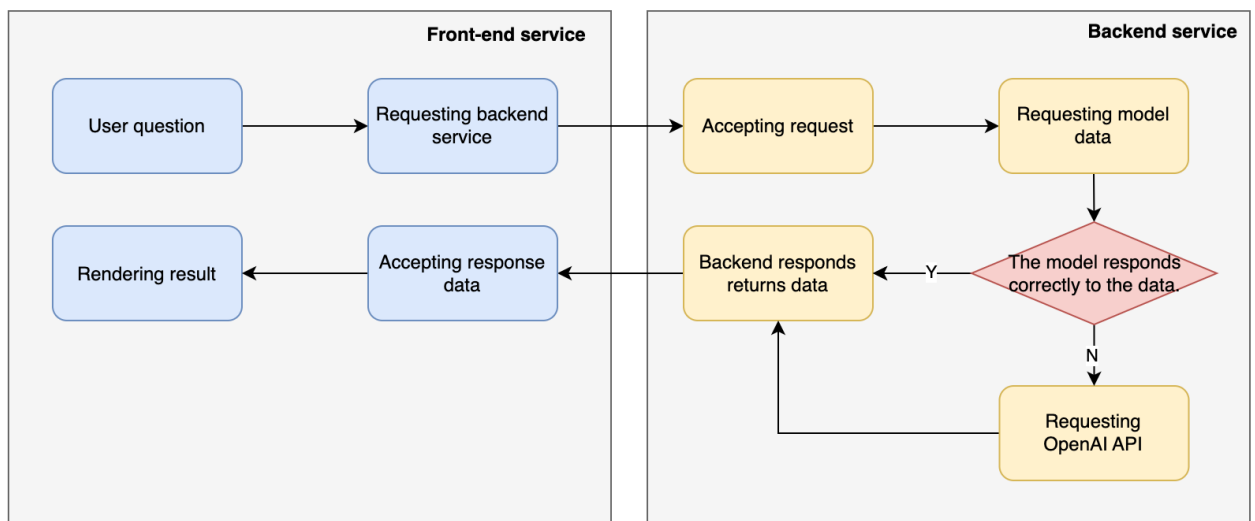 Front-end service
Backend service
User question
Requesting backend
service
Accepting request
Requesting model
data
Rendering result
Accepting response
data
Backend responds
returns data
Y
The model responds
correctly to the data.
N
Requesting
OpenAI API